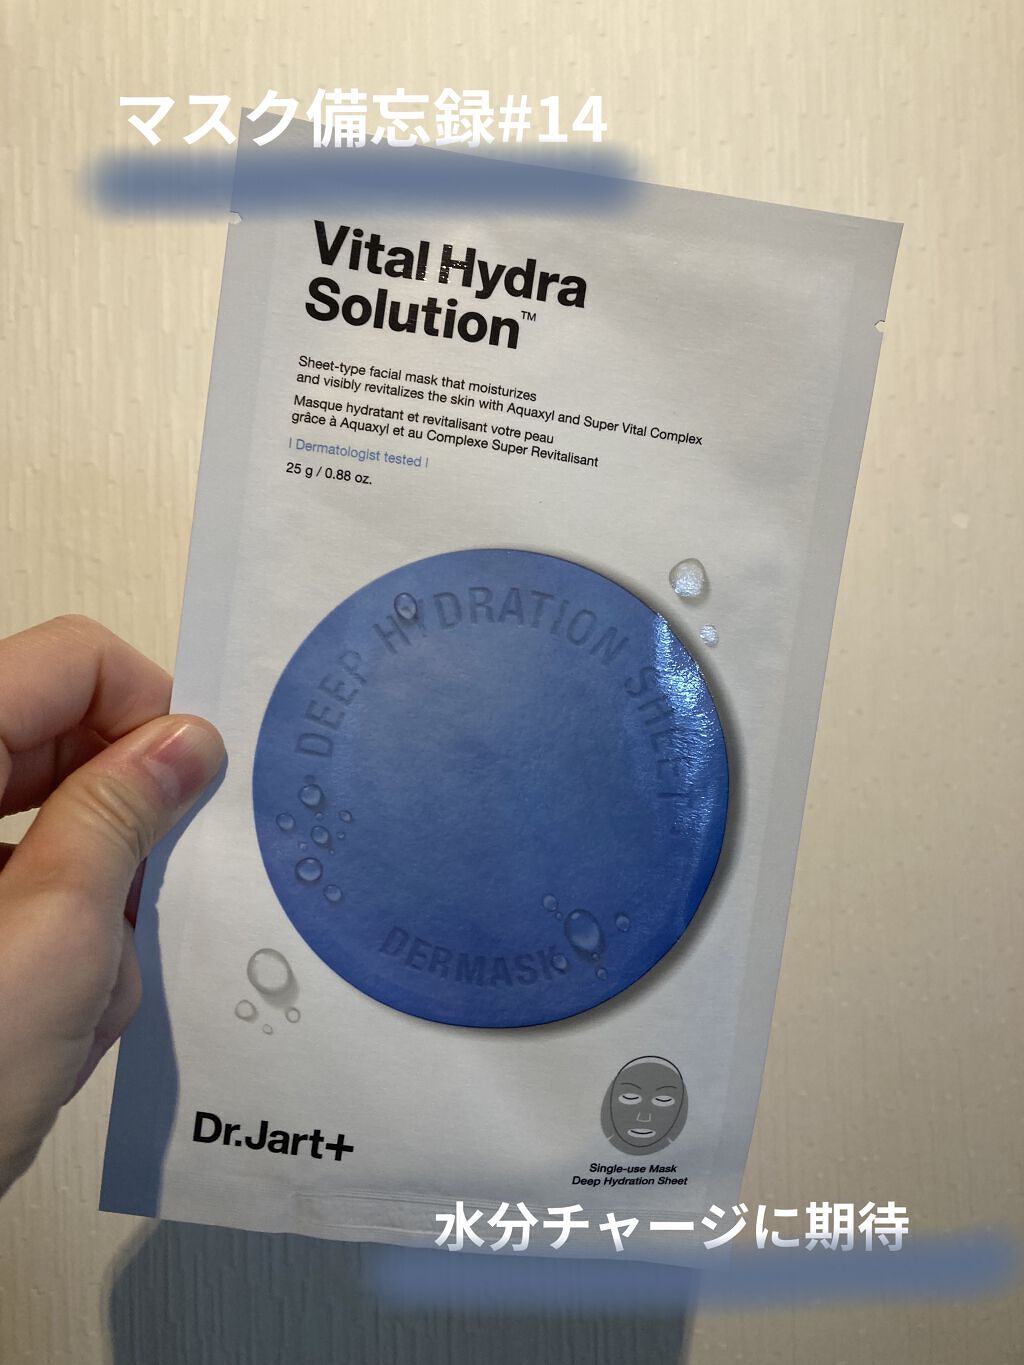 マスク備忘録#14
Vital Hydra
Solution™
Sheet-type facial mask that moisturizes
and visibly revitalizes the skin with Aquaxyl and Super Vital Complex
Masque hydratant et revitalisant votre peau
grâce à Aquaxyl et au Complexe Super Revitalisant
| Dermatologist tested |
25 g / 0.88 oz.
DEEP HYDRATION SHEET
DERMASK
Single-use Mask
Deep Hydration Sheet
Dr.Jart+
水分チャージに期待